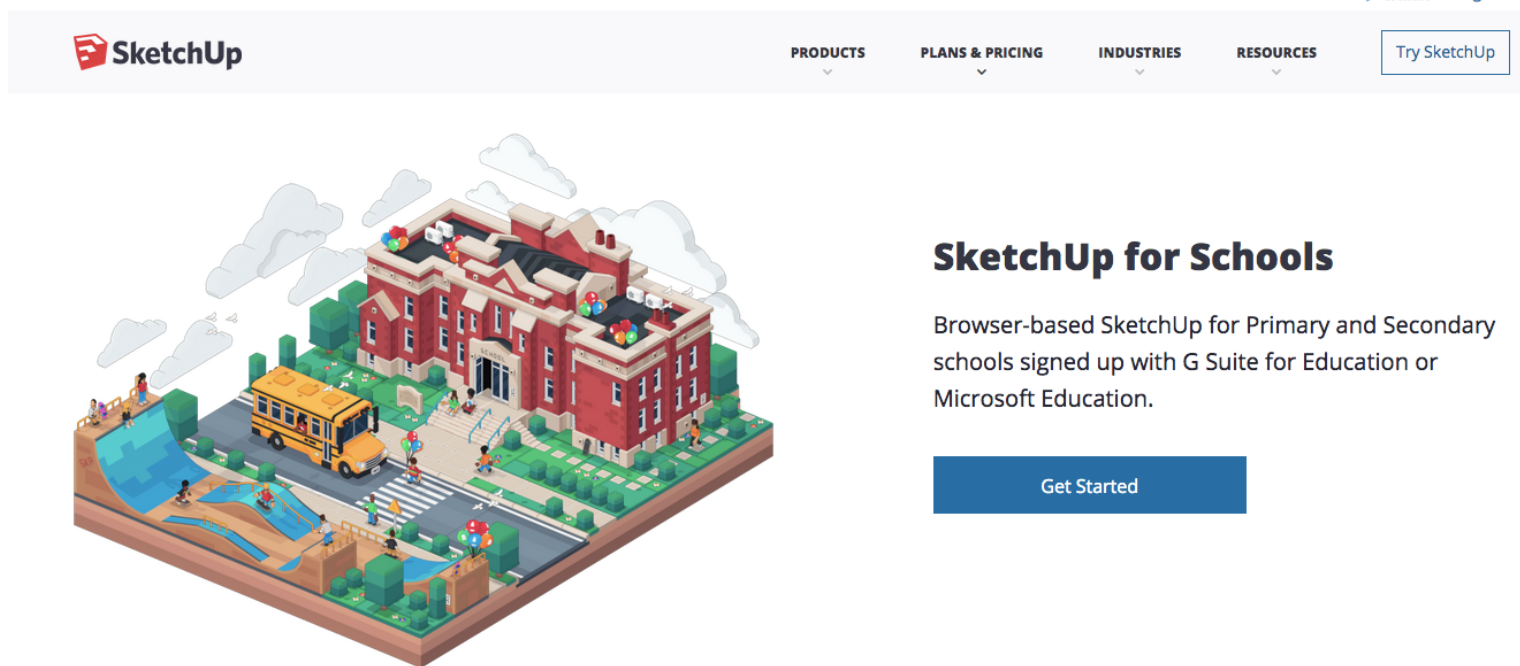 SketchUp
PRODUCTS
PLANS & PRICING
INDUSTRIES
RESOURCES
Try SketchUp
SCHOOL
SketchUp for Schools
Browser-based SketchUp for Primary and Secondary
schools signed up with G Suite for Education or
Microsoft Education.
Get Started